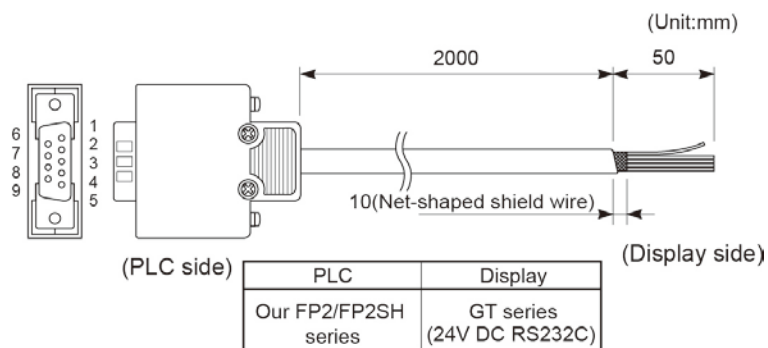 (Unit:mm)
2000
50
6
7
8
9
1
2
3
4
5
10(Net-shaped shield wire)
(PLC side)
(Display side)
PLC
Display
Our FP2/FP2SH
series
GT series
(24V DC RS232C)